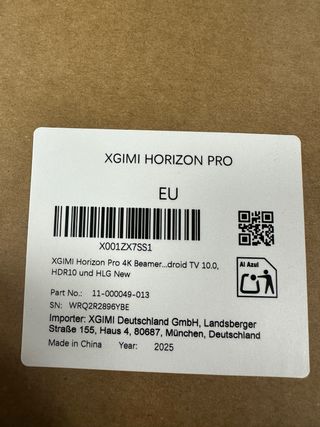 XGIMI HORIZON PRO
EU
X001ZX7SS1
XGIMI Horizon Pro 4K Beamer...droid TV 10.0,
HDR10 und HLG New
Al Azul
Part No.: 11-000049-013
SN: WRQ2R2896YBE
Importer: XGIMI Deutschland GmbH, Landsberger
Straße 155, Haus 4, 80687, München, Deutschland
Made in China Year: 2025